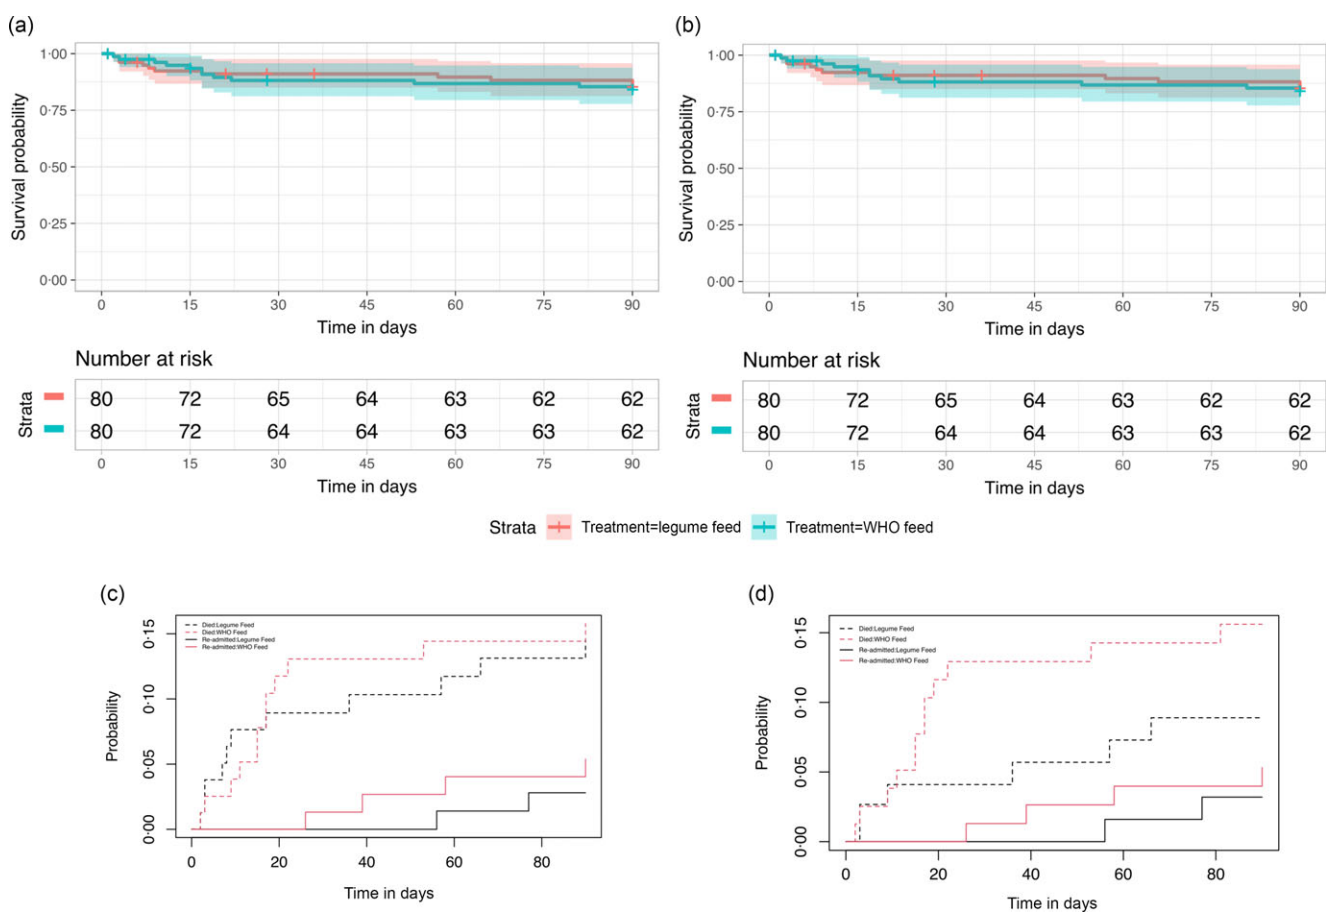 (a)
Survival probability
1·00
0·75
0·50
0·25
0·00
0 15 30 45 60 75 90
Time in days
Number at risk
Strata
80 72 65 64 63 62 62
80 72 64 64 63 63 62
0 15 30 45 60 75 90
Time in days
(b)
Survival probability
1·00
0·75
0·50
0·25
0·00
0 15 30 45 60 75 90
Time in days
Number at risk
Strata
80 72 65 64 63 62 62
80 72 64 64 63 63 62
0 15 30 45 60 75 90
Time in days
Strata Treatment=legume feed Treatment=WHO feed
(c)
Probability
0·15
0·10
0·05
0·00
Died:Legume Feed
Died:WHO Feed
Re-admitted:Legume Feed
Re-admitted:WHO Feed
0 20 40 60 80
Time in days
(d)
Probability
0·15
0·10
0·05
0·00
Died:Legume Feed
Died:WHO Feed
Re-admitted:Legume Feed
Re-admitted:WHO Feed
0 20 40 60 80
Time in days